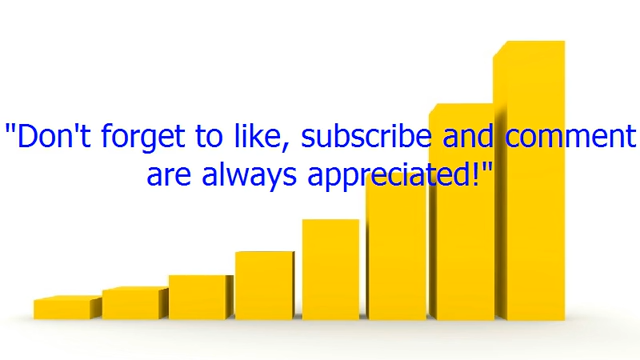 "Don't forget to like, subscribe and comment
are always appreciated!"